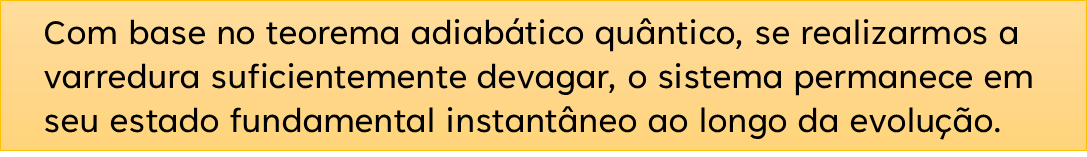 Com base no teorema adiabático quântico, se realizarmos a
varredura suficientemente devagar, o sistema permanece em
seu estado fundamental instantâneo ao longo da evolução.